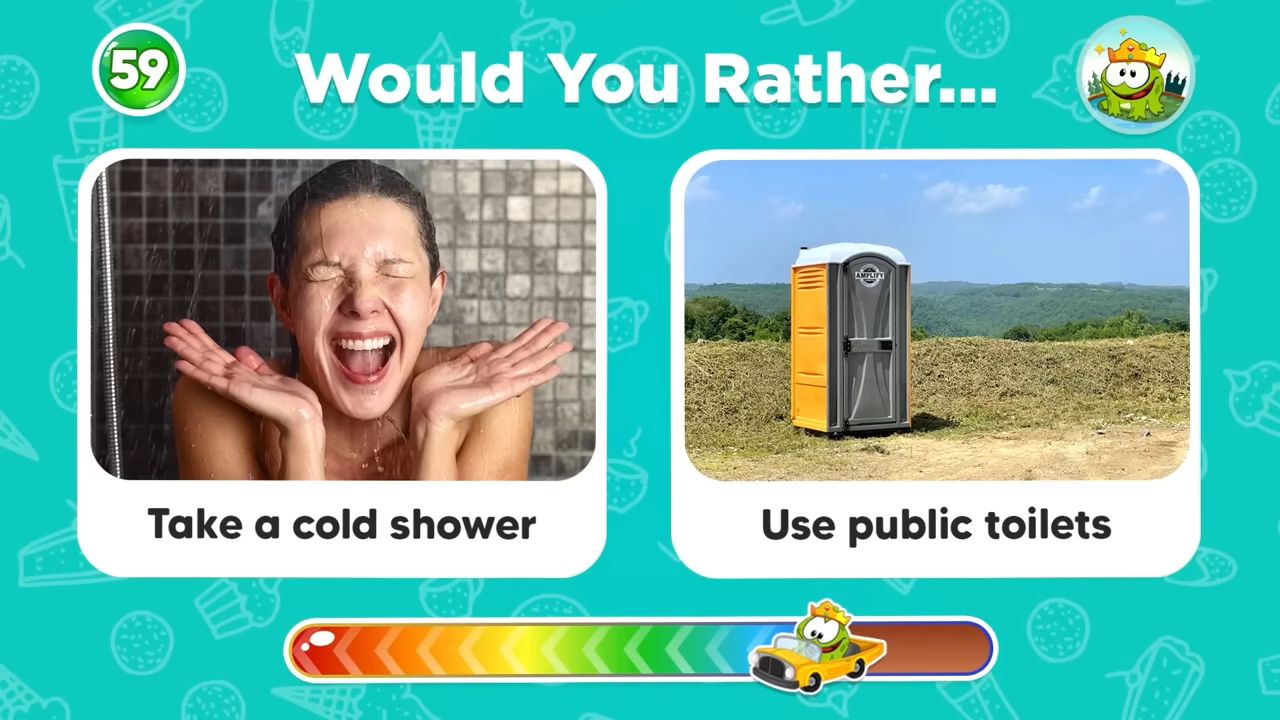 59
Would You Rather...
AMPLIFY
Take a cold shower
Use public toilets